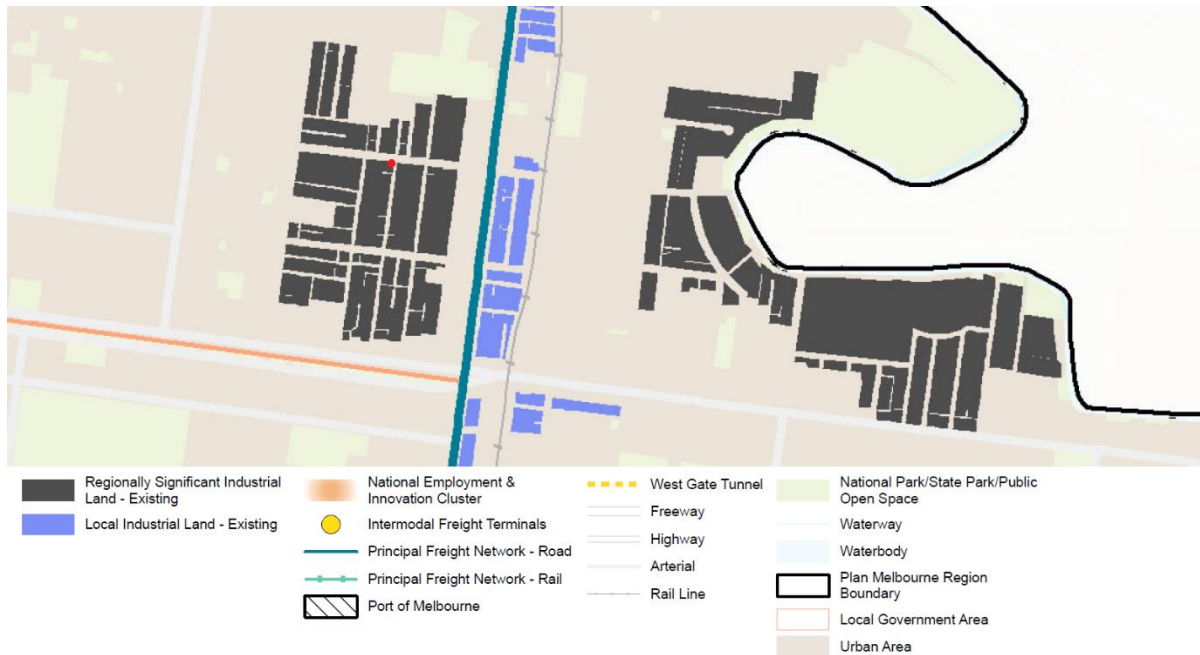 Regionally Significant Industrial
Land - Existing
Local Industrial Land - Existing
National Employment &
Innovation Cluster
Intermodal Freight Terminals
Principal Freight Network - Road
Principal Freight Network - Rail
Port of Melbourne
West Gate Tunnel
Freeway
Highway
Arterial
Rail Line
National Park/State Park/Public
Open Space
Waterway
Waterbody
Plan Melbourne Region
Boundary
Local Government Area
Urban Area